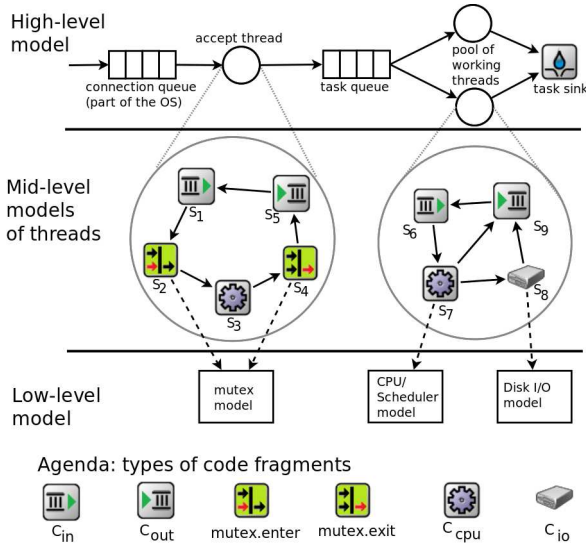 High-level
model
accept thread
connection queue
(part of the OS)
task queue
pool of
working
threads
task sink
Mid-level
models
of threads
S1
S5
S2
S4
S3
S6
S9
S7
S8
Low-level
model
mutex
model
CPU/
Scheduler
model
Disk I/O
model
Agenda: types of code fragments
Cin
Cout
mutex.enter
mutex.exit
Ccpu
Cio